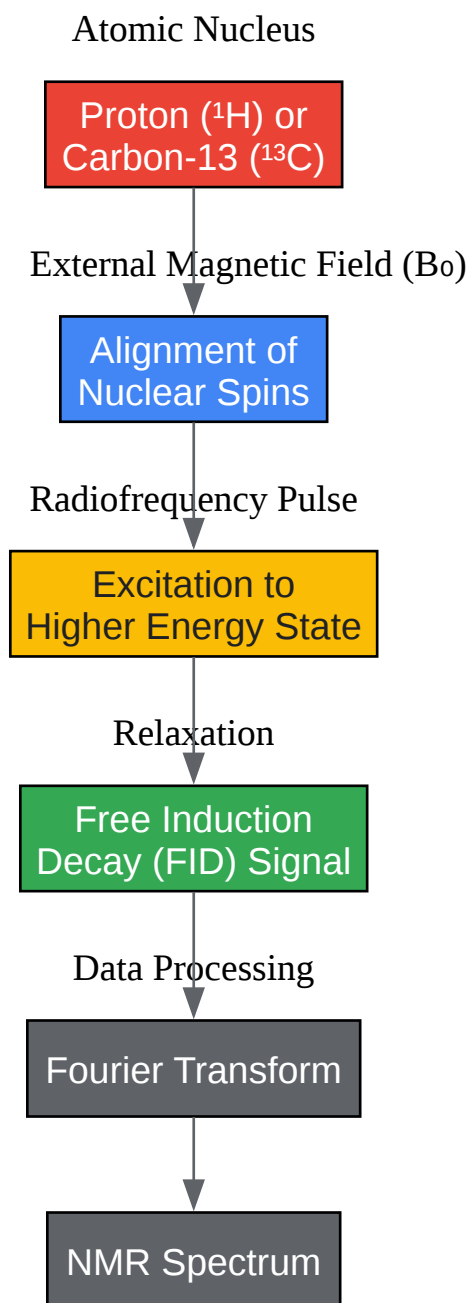 Atomic Nucleus
Proton (¹H) or
Carbon-13 (¹³C)
External Magnetic Field (B₀)
Alignment of
Nuclear Spins
Radiofrequency Pulse
Excitation to
Higher Energy State
Relaxation
Free Induction
Decay (FID) Signal
Data Processing
Fourier Transform
NMR Spectrum